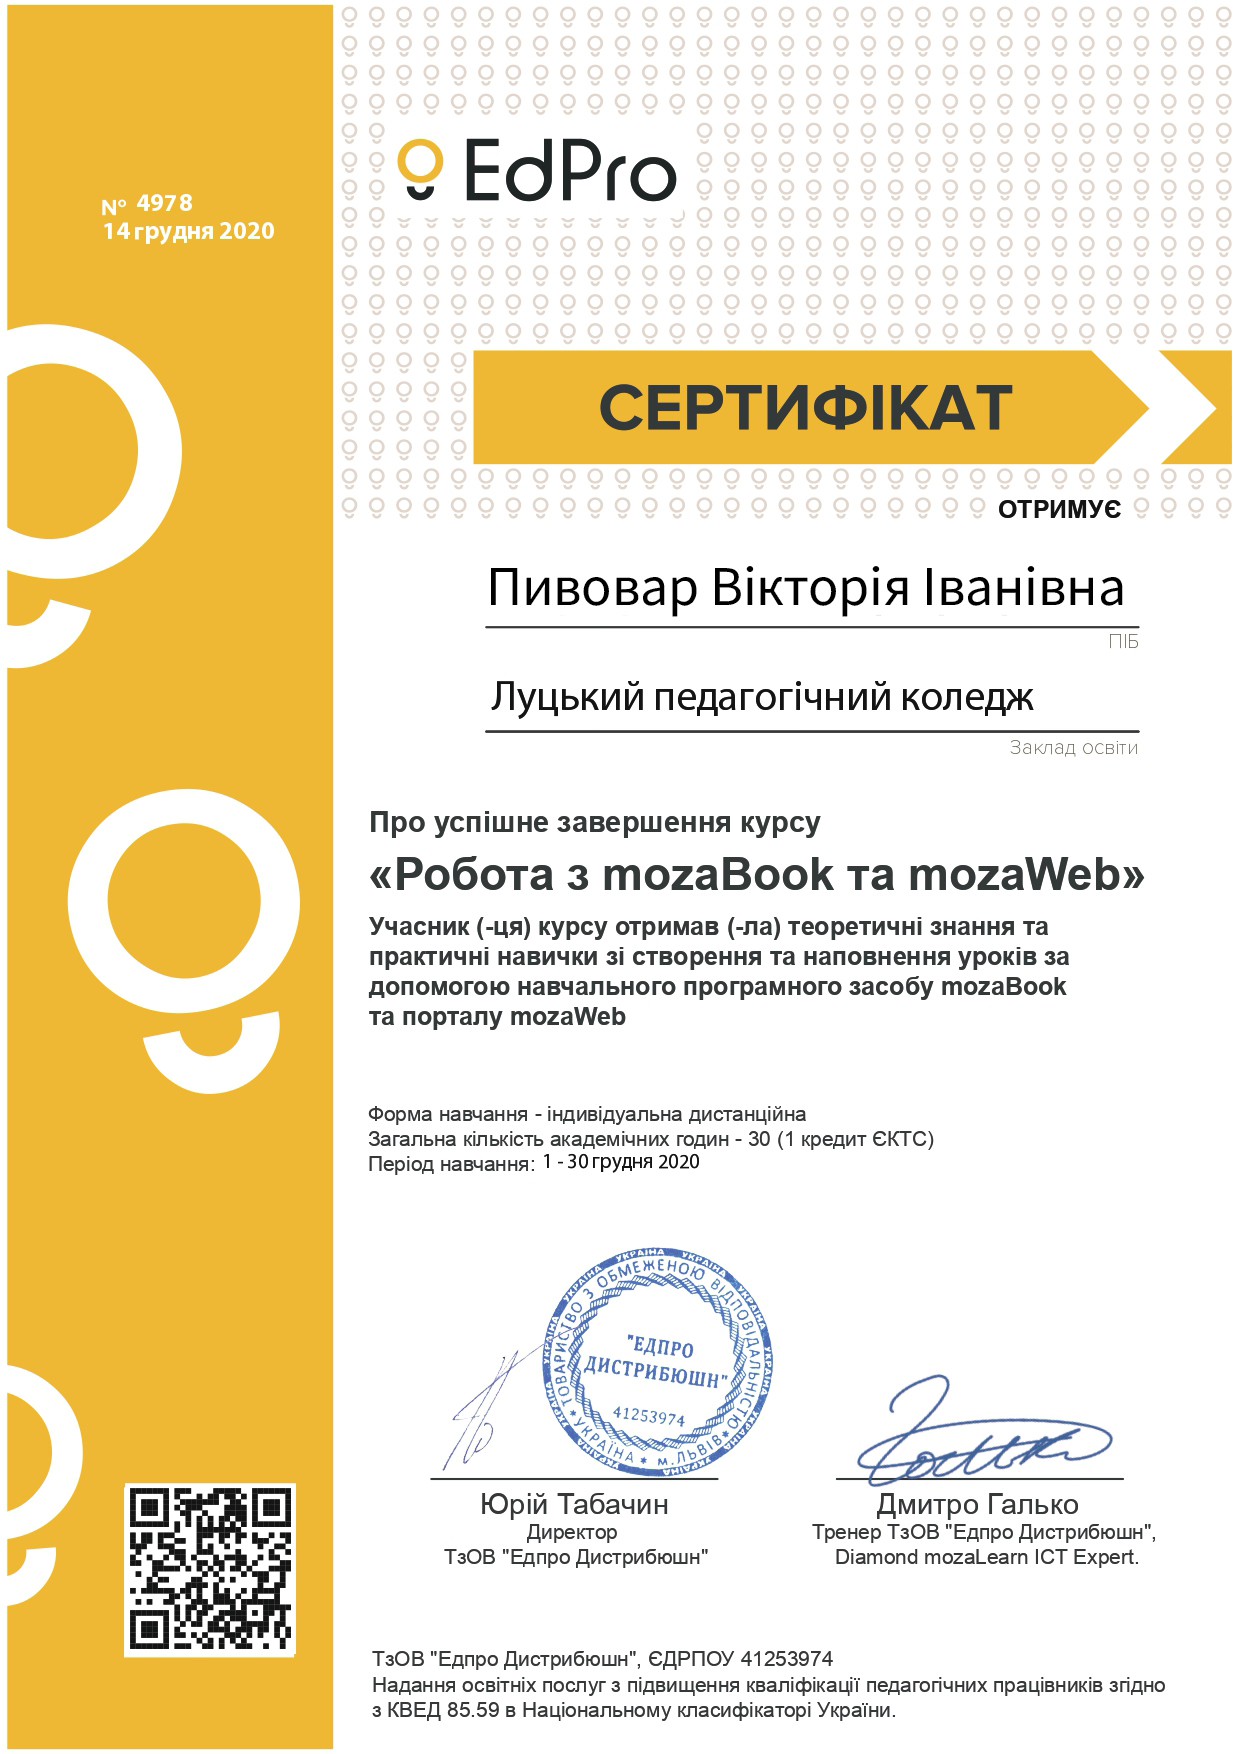 № 4978
14 грудня 2020
EdPro
СЕРТИФІКАТ
ОТРИМУЄ
Пивовар Вікторія Іванівна
ПІБ
Луцький педагогічний коледж
Заклад освіти
Про успішне завершення курсу
«Робота з mozaBook та mozaWeb»
Учасник (-ця) курсу отримав (-ла) теоретичні знання та
практичні навички зі створення та наповнення уроків за
допомогою навчального програмного засобу mozaBook
та порталу mozaWeb
Форма навчання - індивідуальна дистанційна
Загальна кількість академічних годин - 30 (1 кредит ЄКТС)
Період навчання: 1 - 30 грудня 2020
УКРАЇНА УКРАЇНА УКРАЇНА УКРАЇНА
ТОВАРИСТВО З ОБМЕЖЕНОЮ ВІДПОВІДАЛЬНІСТЮ
"ЕДПРО
ДИСТРИБЮШН"
41253974
* УКРАЇНА * м.ЛЬВІВ *
Юрій Табачин
Директор
ТзОВ "Едпро Дистрибюшн"
Дмитро Галько
Тренер ТзОВ "Едпро Дистрибюшн",
Diamond mozaLearn ICT Expert.
ТзОВ "Едпро Дистрибюшн", ЄДРПОУ 41253974
Надання освітніх послуг з підвищення кваліфікації педагогічних працівників згідно
з КВЕД 85.59 в Національному класифікаторі України.